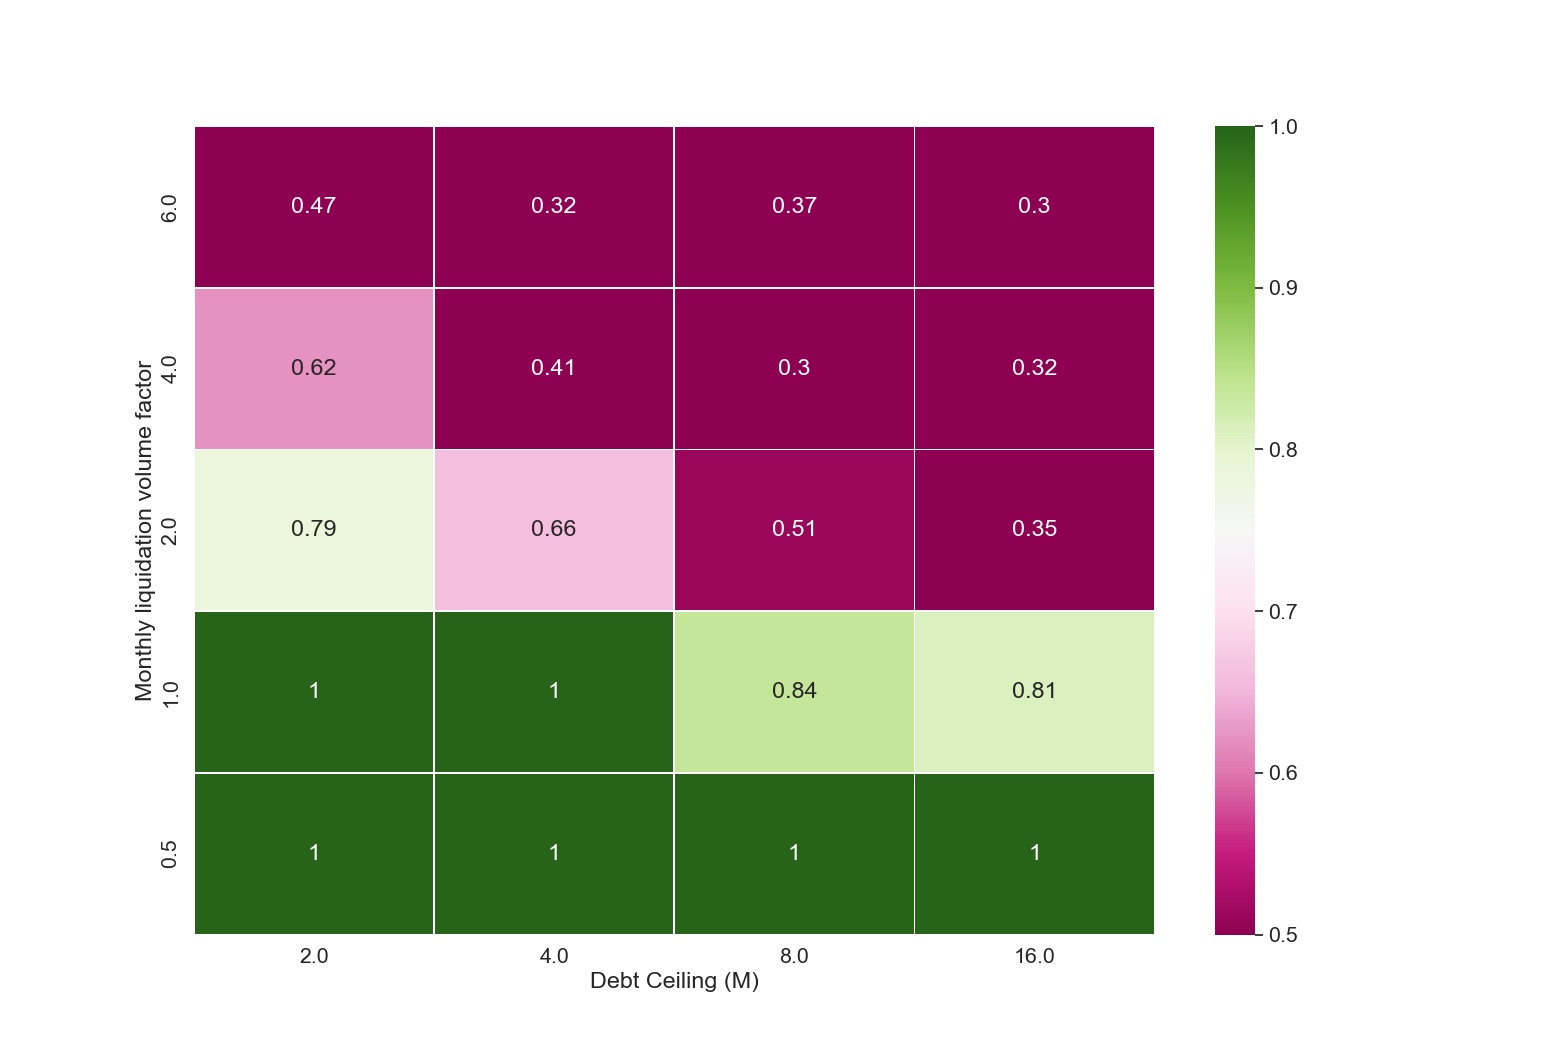 6.0 0.47 0.32 0.37 0.3
4.0 0.62 0.41 0.3 0.32
2.0 0.79 0.66 0.51 0.35
1.0 1 1 0.84 0.81
0.5 1 1 1 1
2.0 4.0 8.0 16.0
Debt Ceiling (M)
Monthly liquidation volume factor
1.0
0.9
0.8
0.7
0.6
0.5